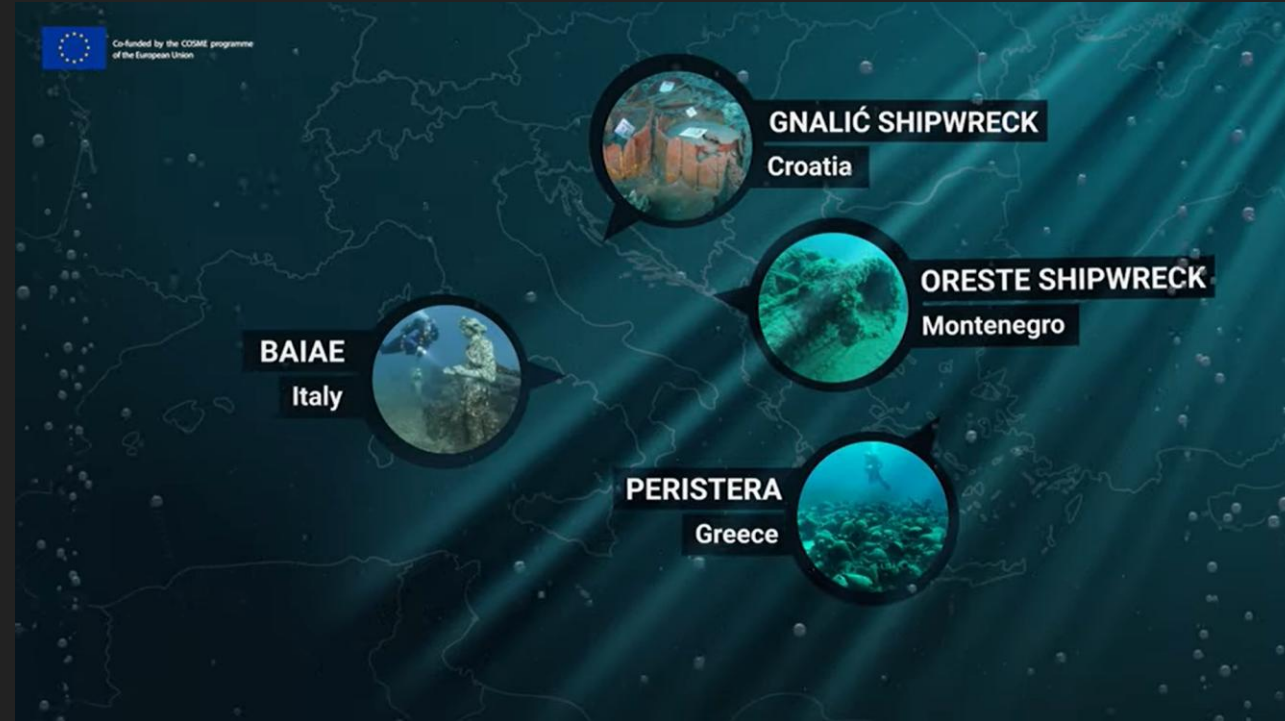 Co-funded by the COSME programme
of the European Union
GNALIĆ SHIPWRECK
Croatia
ORESTE SHIPWRECK
Montenegro
BAIAE
Italy
PERISTERA
Greece